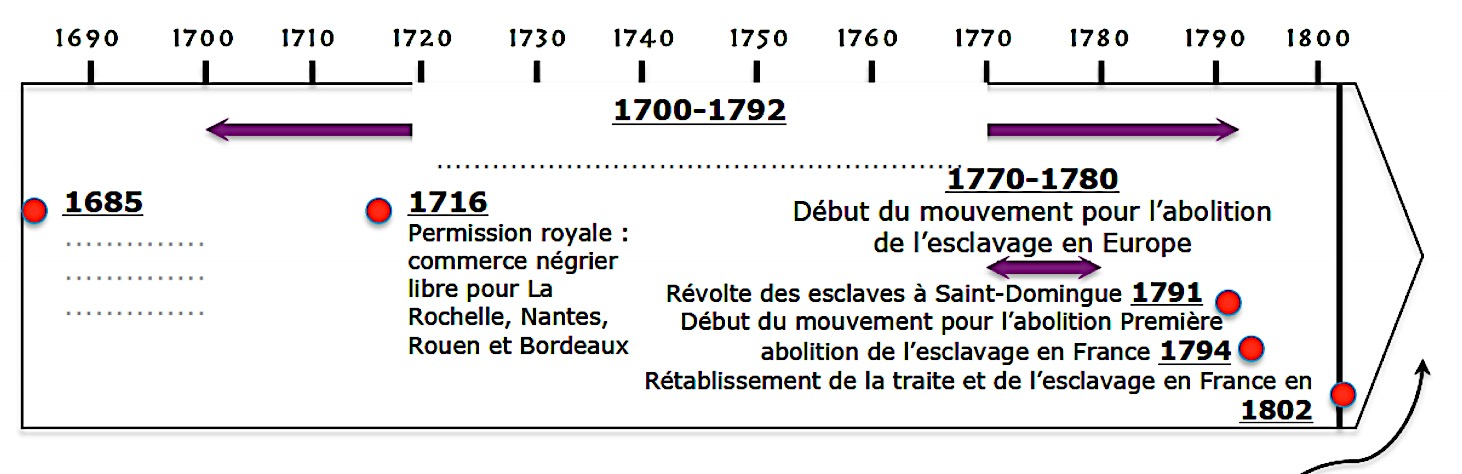 1690 1700 1710 1720 1730 1740 1750 1760 1770 1780 1790 1800
1700-1792
....................................................
1685
..............
..............
..............
1716
Permission royale :
commerce négrier
libre pour La
Rochelle, Nantes,
Rouen et Bordeaux
1770-1780
Début du mouvement pour l’abolition
de l’esclavage en Europe
Révolte des esclaves à Saint-Domingue 1791
Début du mouvement pour l’abolition Première
abolition de l’esclavage en France 1794
Rétablissement de la traite et de l’esclavage en France en
1802